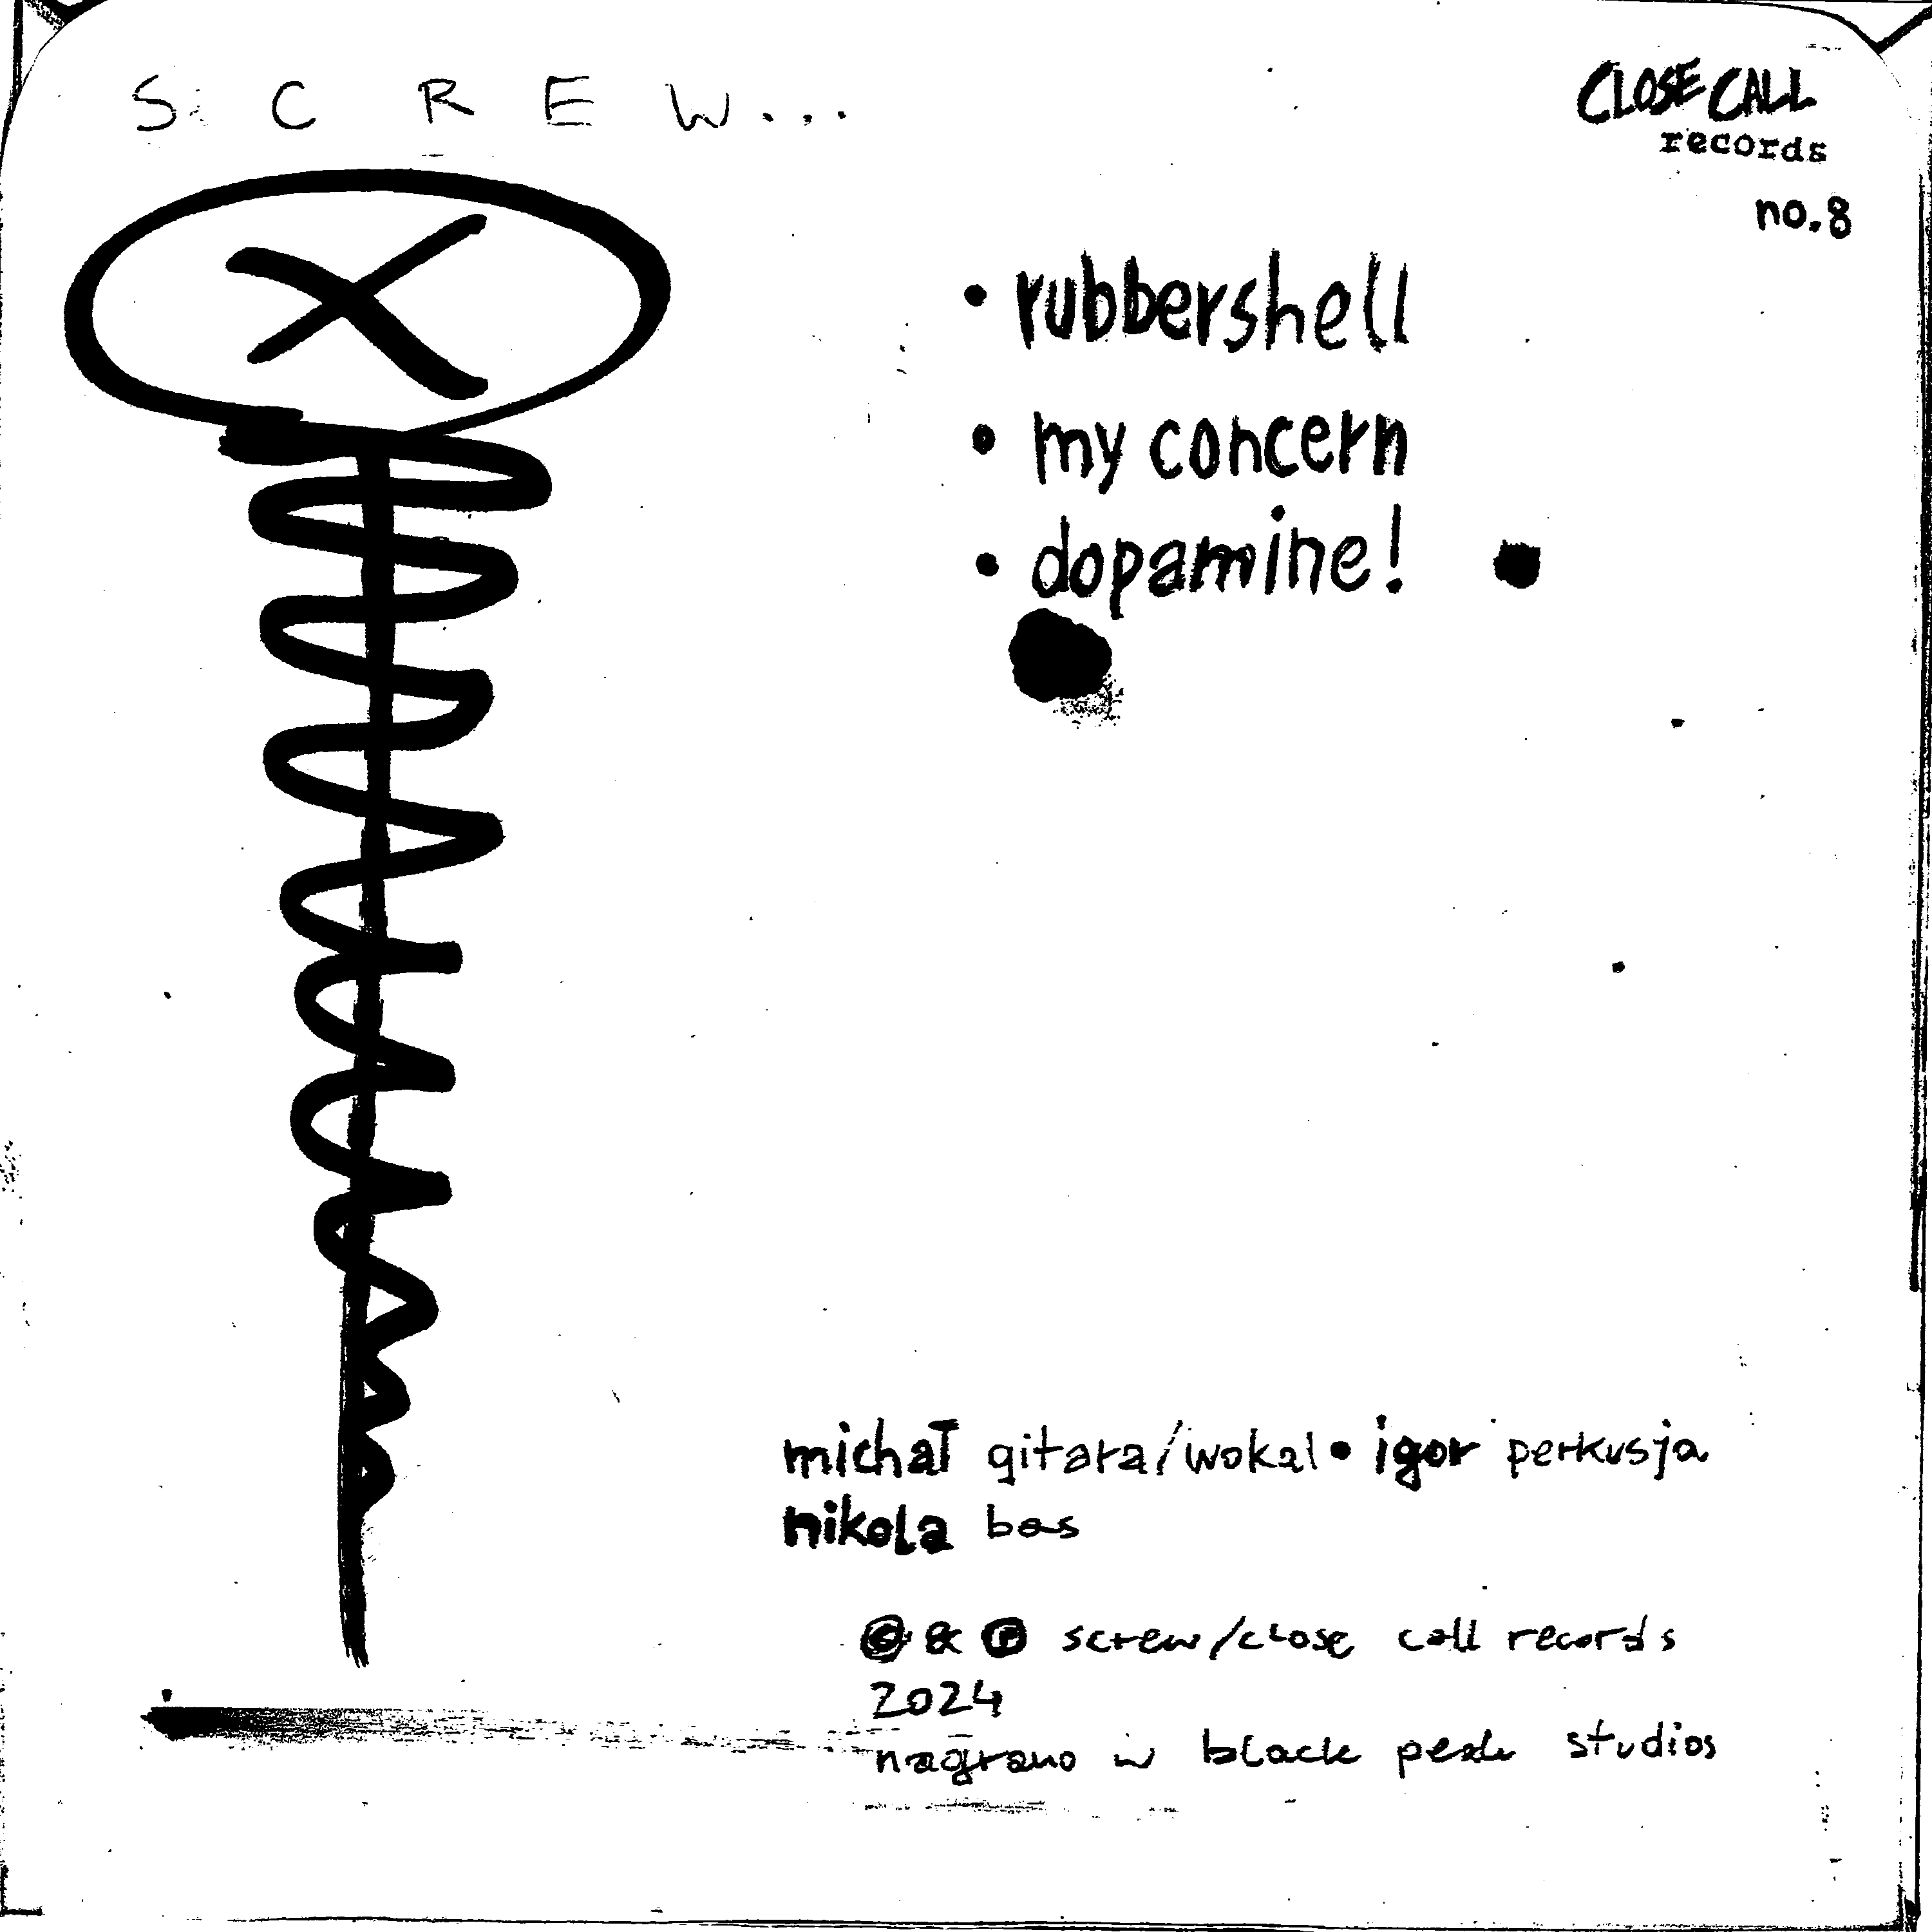 S C R E W...
CLOSE CALL
records
no.8
• rubbershell
• my concern
• dopamine!
michał gitara/wokal • igor perkusja
nikola bas
© & ℗ screw/close call records
2024
nagrano w black peak studios